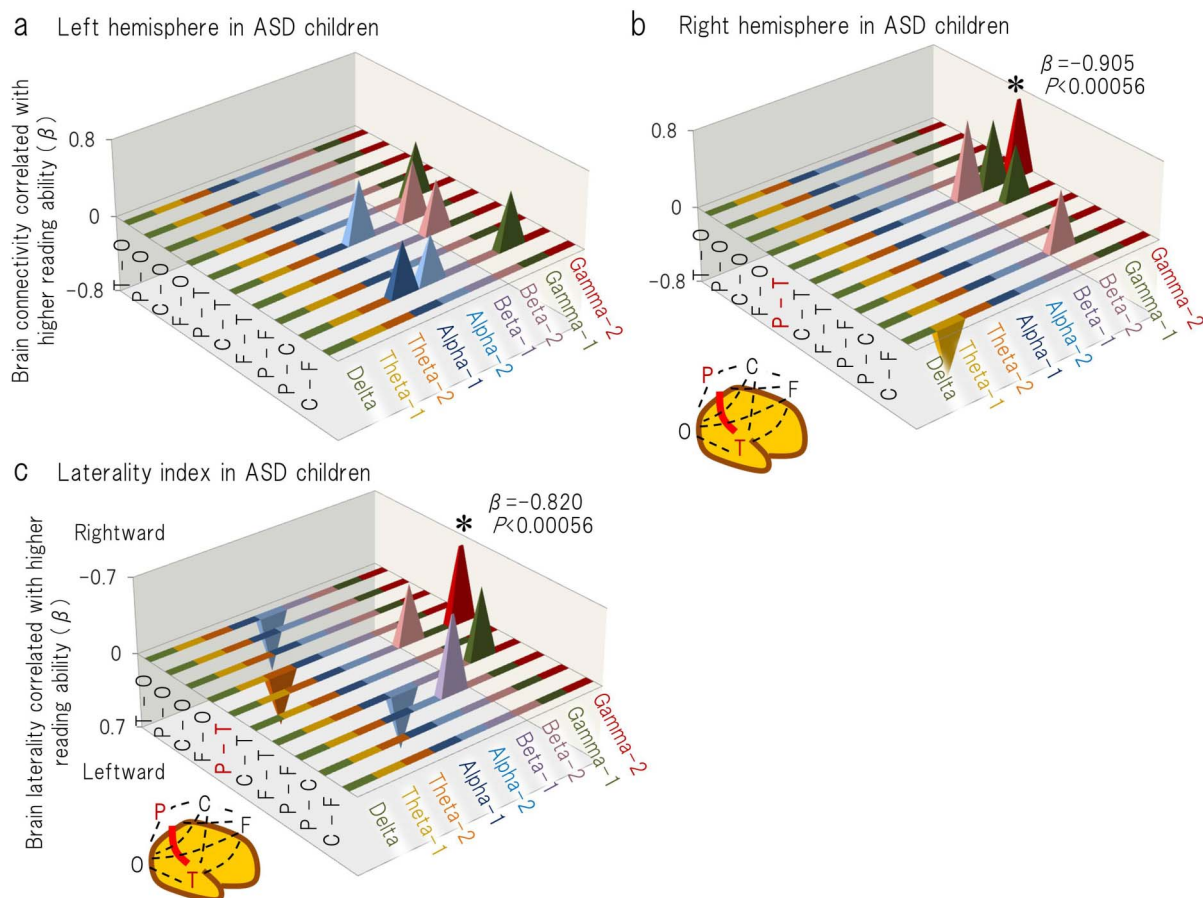 a Left hemisphere in ASD children
Brain connectivity correlated with
higher reading ability (β)
0.8
0
-0.8
T-O
P-O
C-O
F-O
P-T
C-T
F-T
P-F
P-C
C-F
Delta
Theta-1
Theta-2
Alpha-1
Alpha-2
Beta-1
Beta-2
Gamma-1
Gamma-2
b Right hemisphere in ASD children
β=-0.905
P<0.00056
*
0.8
0
-0.8
T-O
P-O
C-O
F-O
P-T
C-T
F-T
P-F
P-C
C-F
Delta
Theta-1
Theta-2
Alpha-1
Alpha-2
Beta-1
Beta-2
Gamma-1
Gamma-2
P
C
F
O
T
c Laterality index in ASD children
β=-0.820
P<0.00056
*
Brain laterality correlated with higher
reading ability (β)
Rightward
-0.7
0
0.7
Leftward
T-O
P-O
C-O
F-O
P-T
C-T
F-T
P-F
P-C
C-F
Delta
Theta-1
Theta-2
Alpha-1
Alpha-2
Beta-1
Beta-2
Gamma-1
Gamma-2
P
C
F
O
T